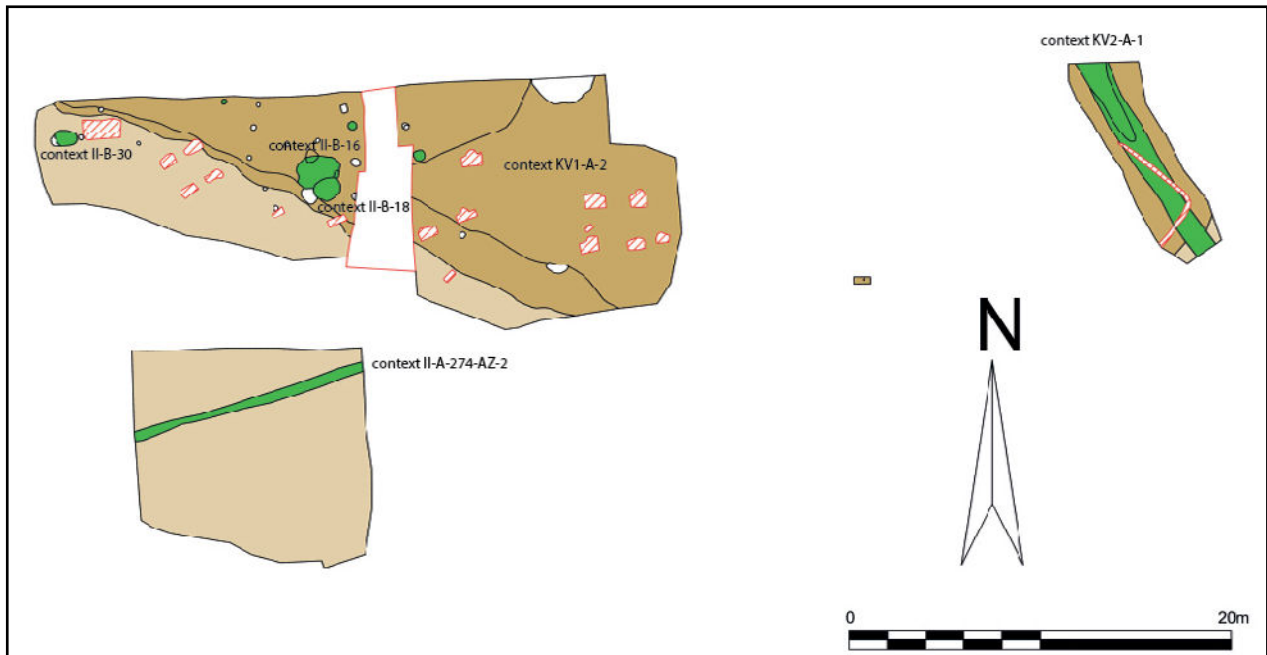 context KV2-A-1
context II-B-16
context II-B-30
context KV1-A-2
context II-B-18
context II-A-274-AZ-2
N
0 20m